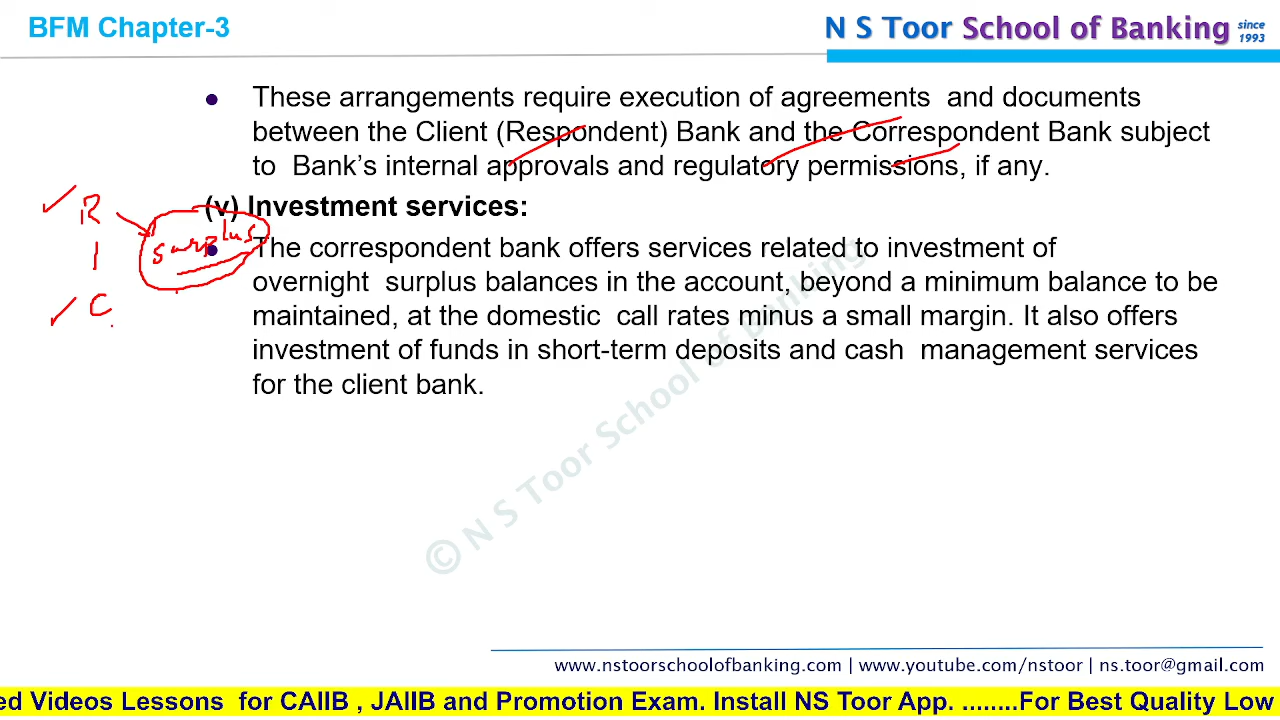 BFM Chapter-3
N S Toor School of Banking since 1993
• These arrangements require execution of agreements and documents
between the Client (Respondent) Bank and the Correspondent Bank subject
to Bank's internal approvals and regulatory permissions, if any.
(v) Investment services:
• The correspondent bank offers services related to investment of
overnight surplus balances in the account, beyond a minimum balance to be
maintained, at the domestic call rates minus a small margin. It also offers
investment of funds in short-term deposits and cash management services
for the client bank.
R
surplus
C
© N S Toor School of Banking
www.nstoorschoolofbanking.com | www.youtube.com/nstoor | ns.toor@gmail.com
ed Videos Lessons for CAIIB , JAIIB and Promotion Exam. Install NS Toor App. ........For Best Quality Low